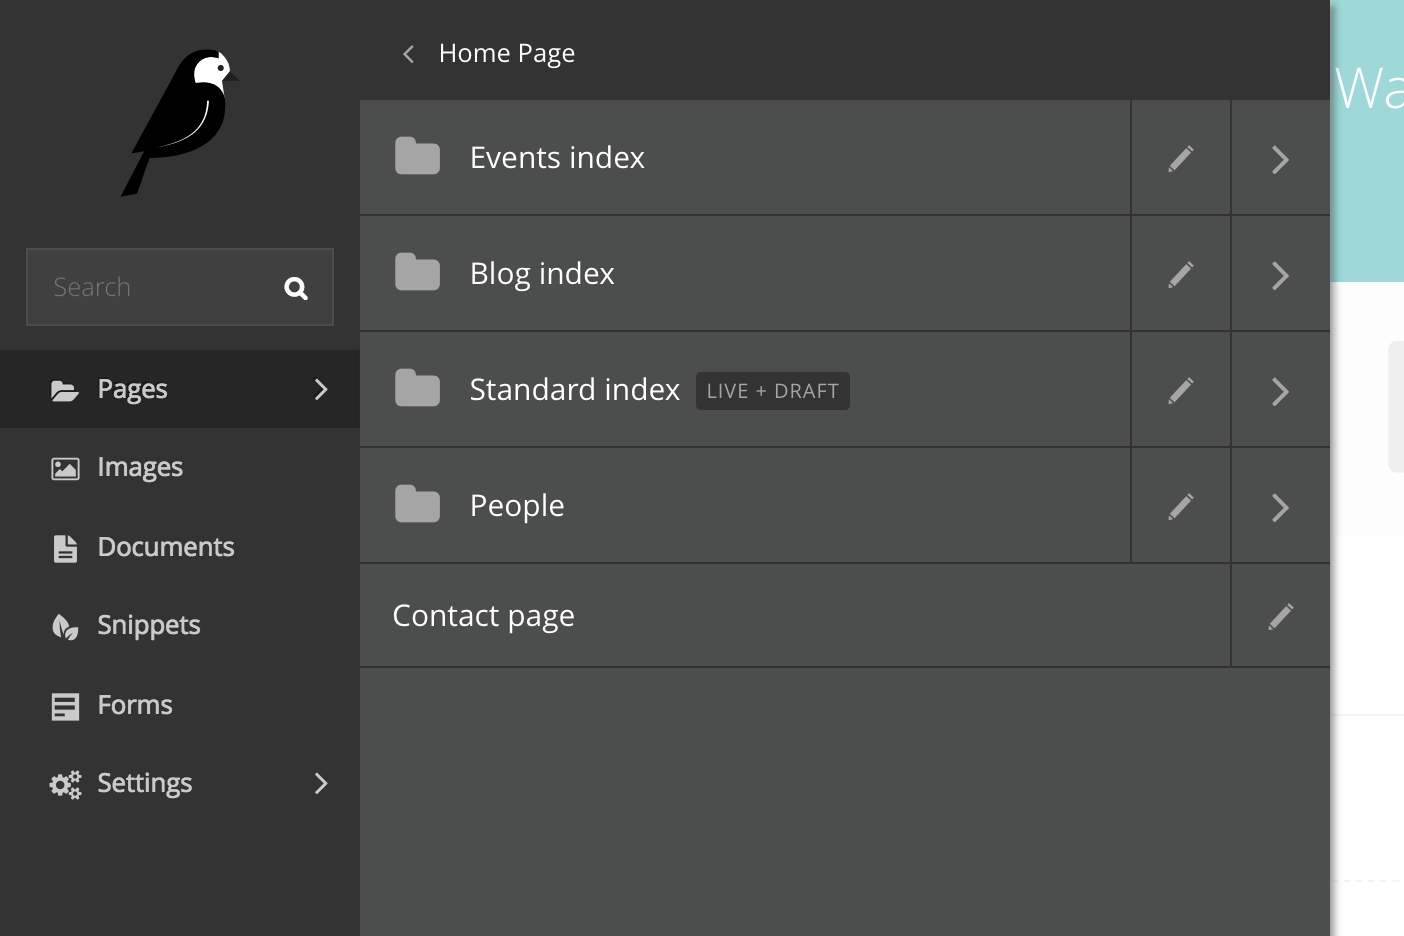 Home Page
Search
Pages
Images
Documents
Snippets
Forms
Settings
Events index
Blog index
Standard index LIVE + DRAFT
People
Contact page